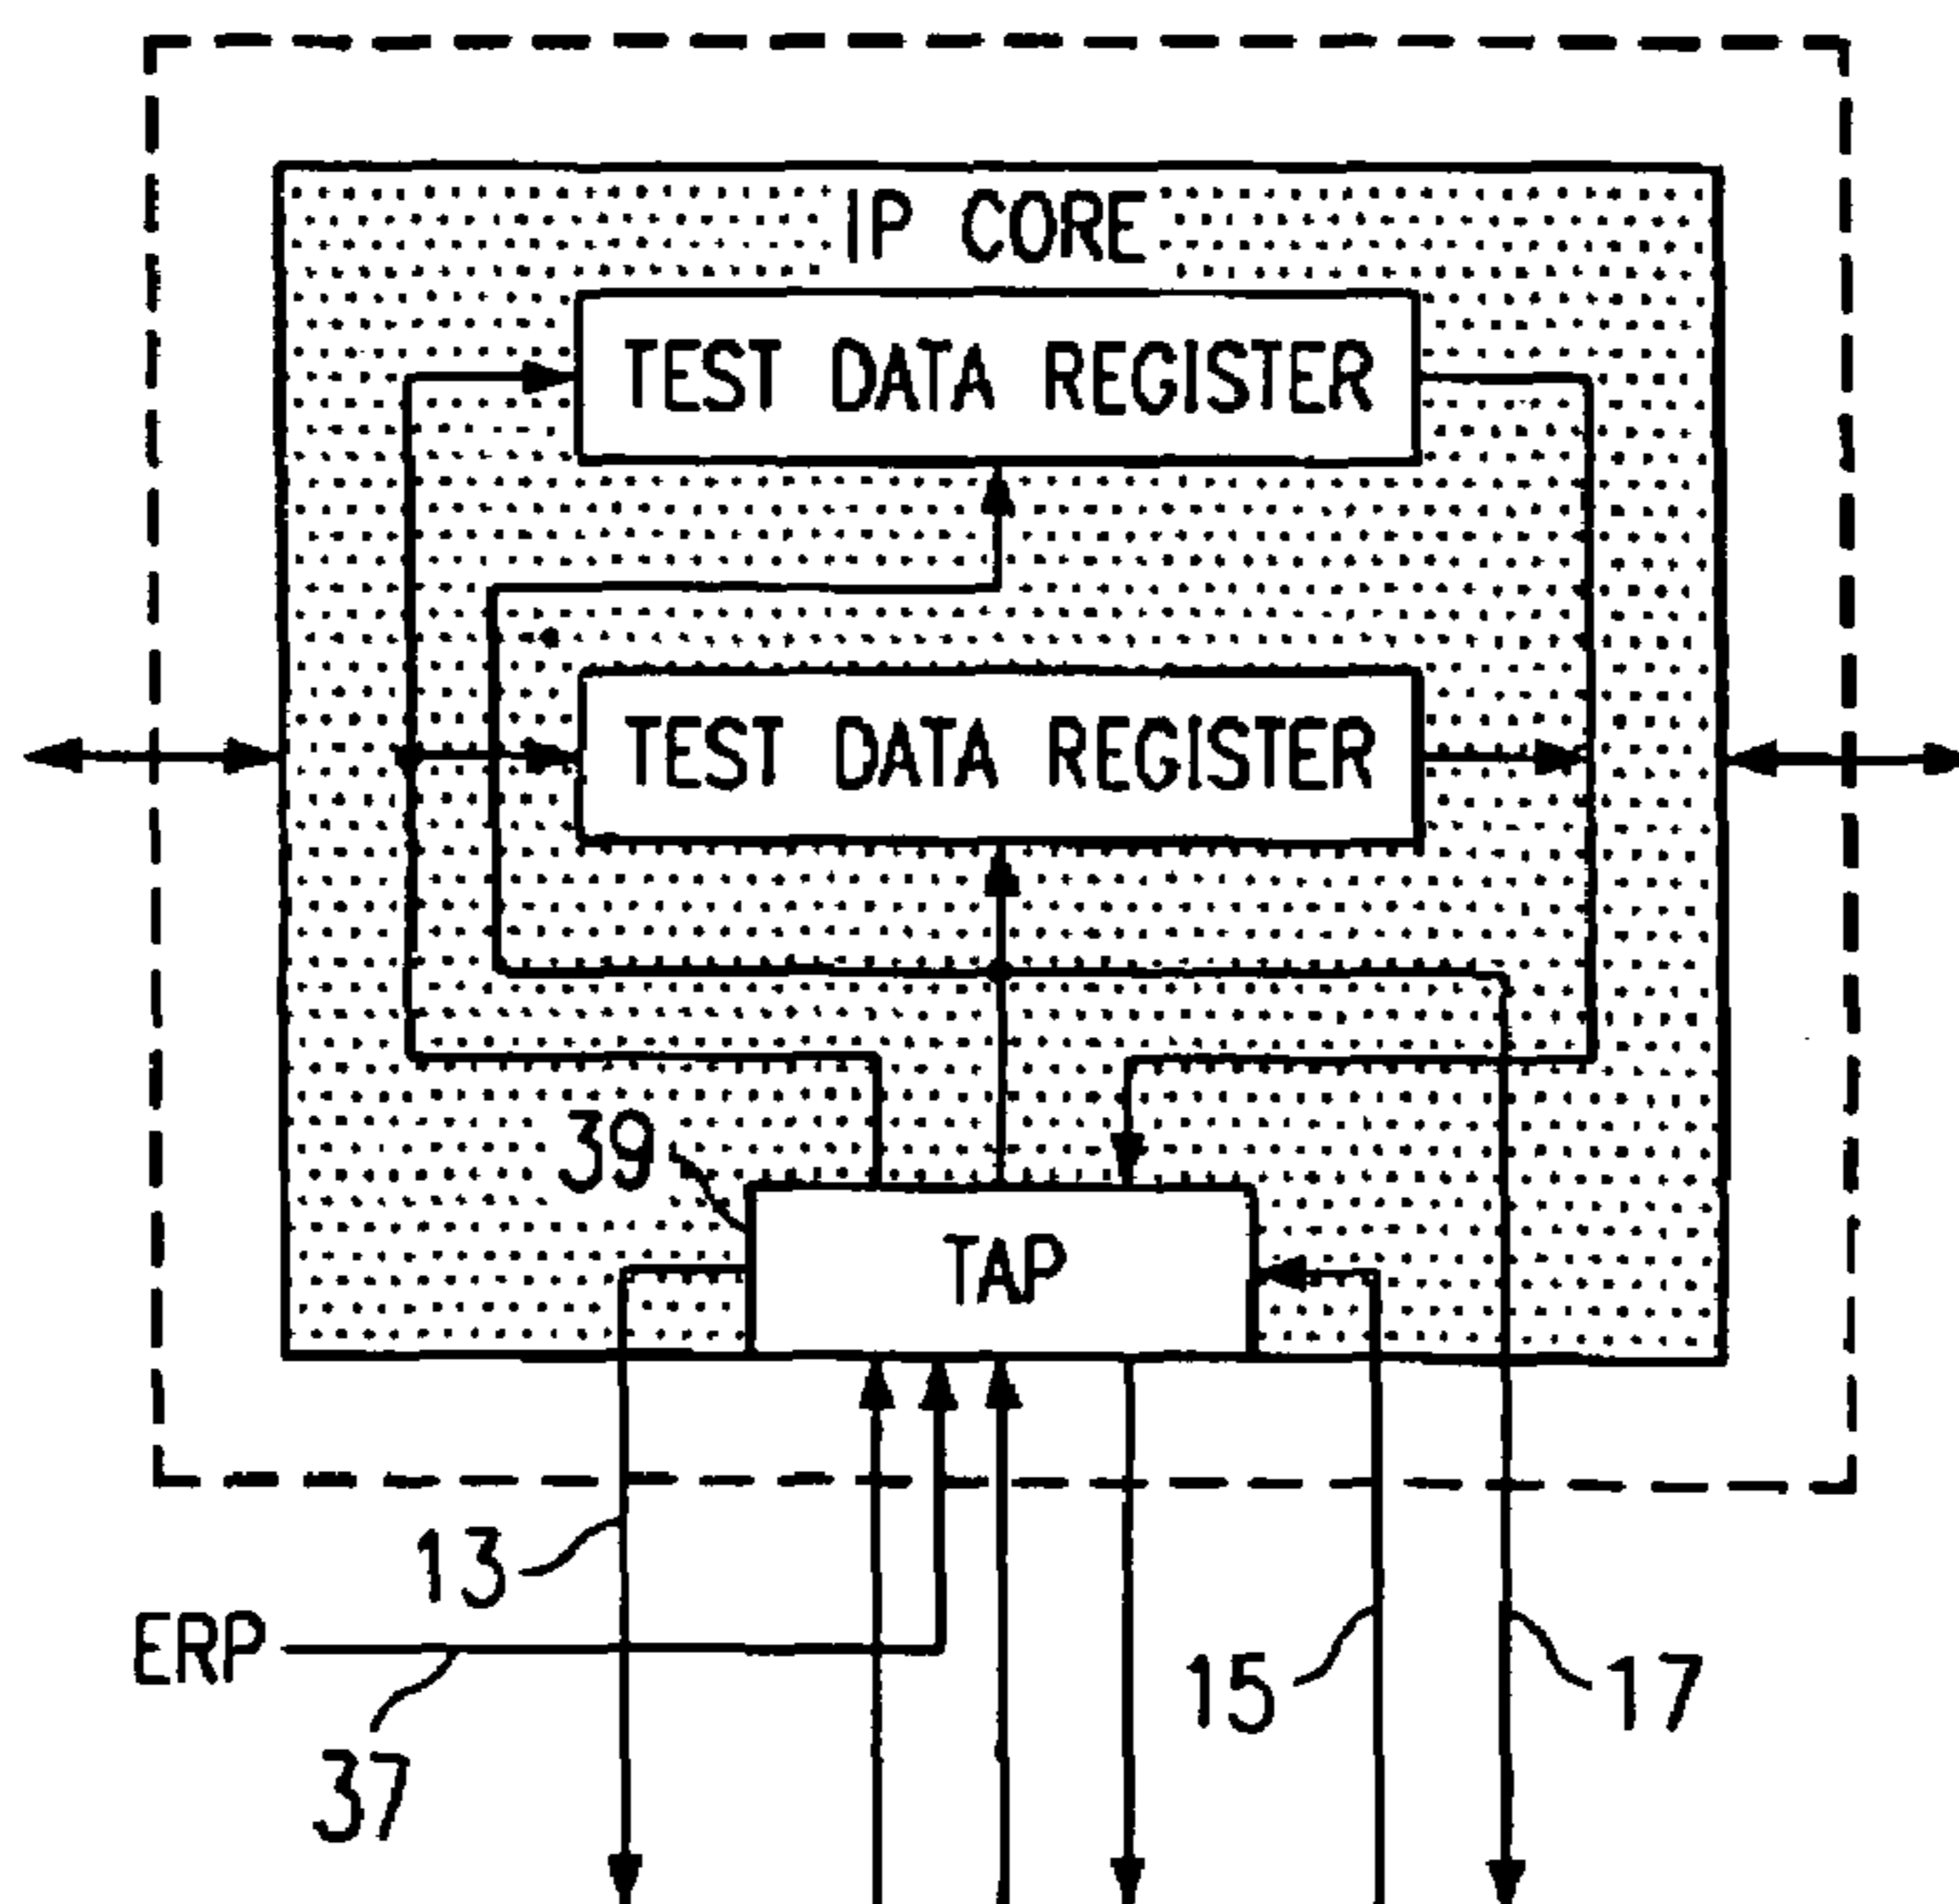 IP CORE
TEST DATA REGISTER
TEST DATA REGISTER
39
TAP
13
ERP
15
17
37